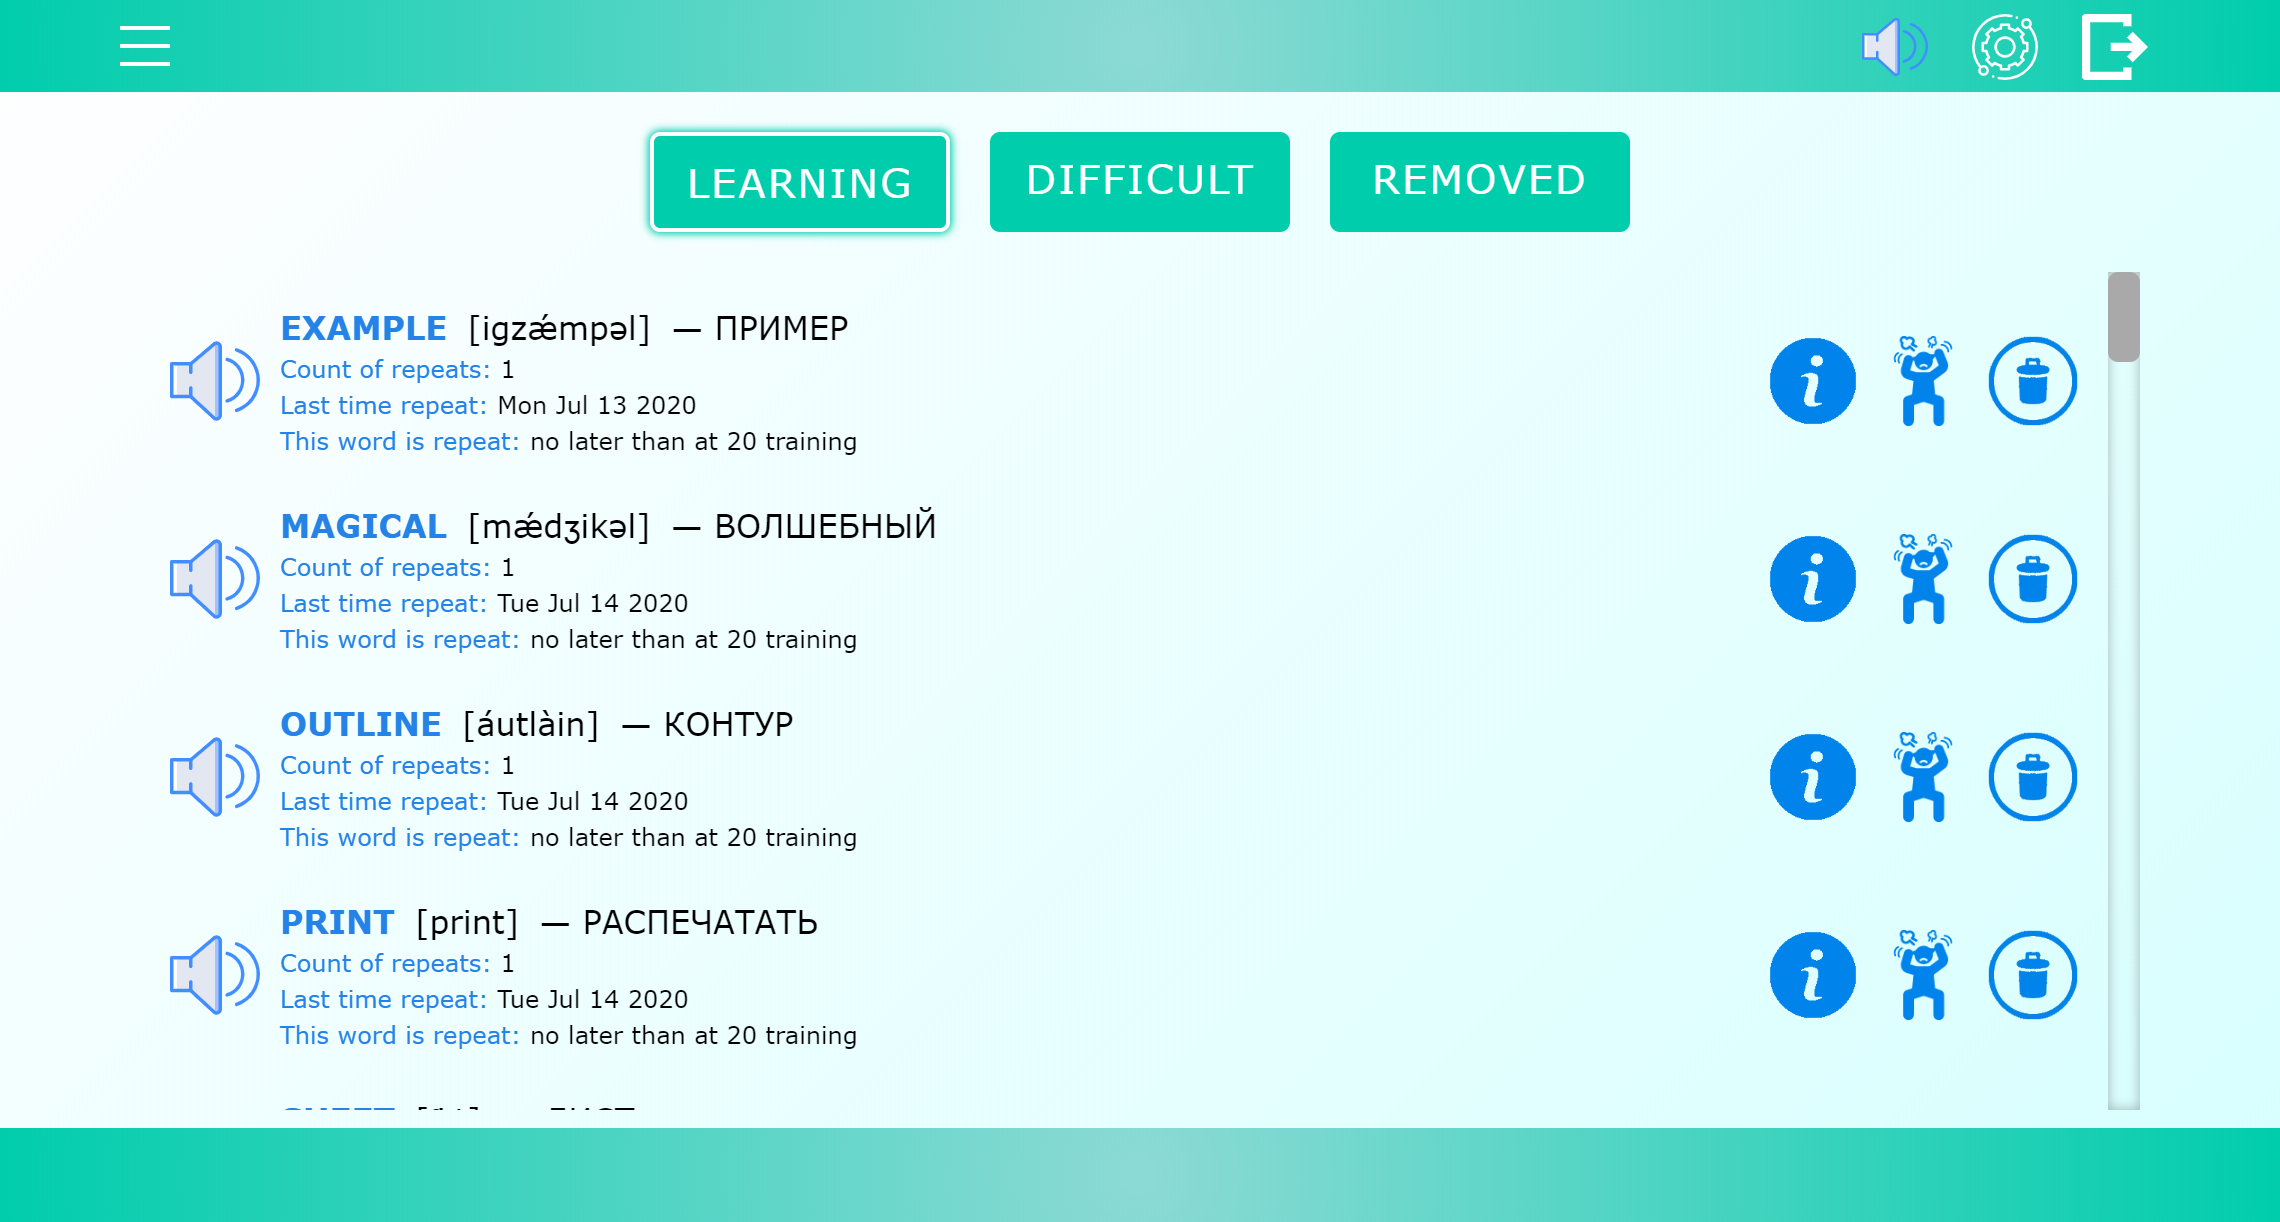 LEARNING DIFFICULT REMOVED
EXAMPLE [igzǽmpəl] — ПРИМЕР
Count of repeats: 1
Last time repeat: Mon Jul 13 2020
This word is repeat: no later than at 20 training
MAGICAL [mǽdʒikəl] — ВОЛШЕБНЫЙ
Count of repeats: 1
Last time repeat: Tue Jul 14 2020
This word is repeat: no later than at 20 training
OUTLINE [áutlàin] — КОНТУР
Count of repeats: 1
Last time repeat: Tue Jul 14 2020
This word is repeat: no later than at 20 training
PRINT [print] — РАСПЕЧАТАТЬ
Count of repeats: 1
Last time repeat: Tue Jul 14 2020
This word is repeat: no later than at 20 training